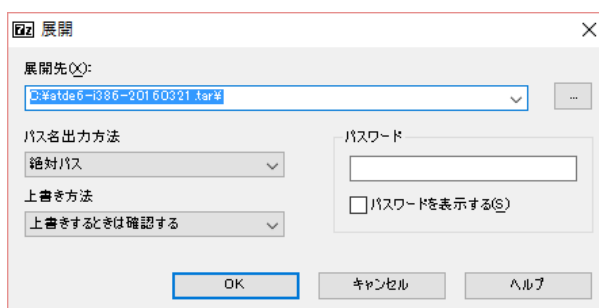 7z 展開
展開先(X):
C:¥atde6-i386-20160321.tar¥
...
パス名出力方法
絶対パス
上書き方法
上書きするときは確認する
パスワード
パスワードを表示する(S)
OK
キャンセル
ヘルプ